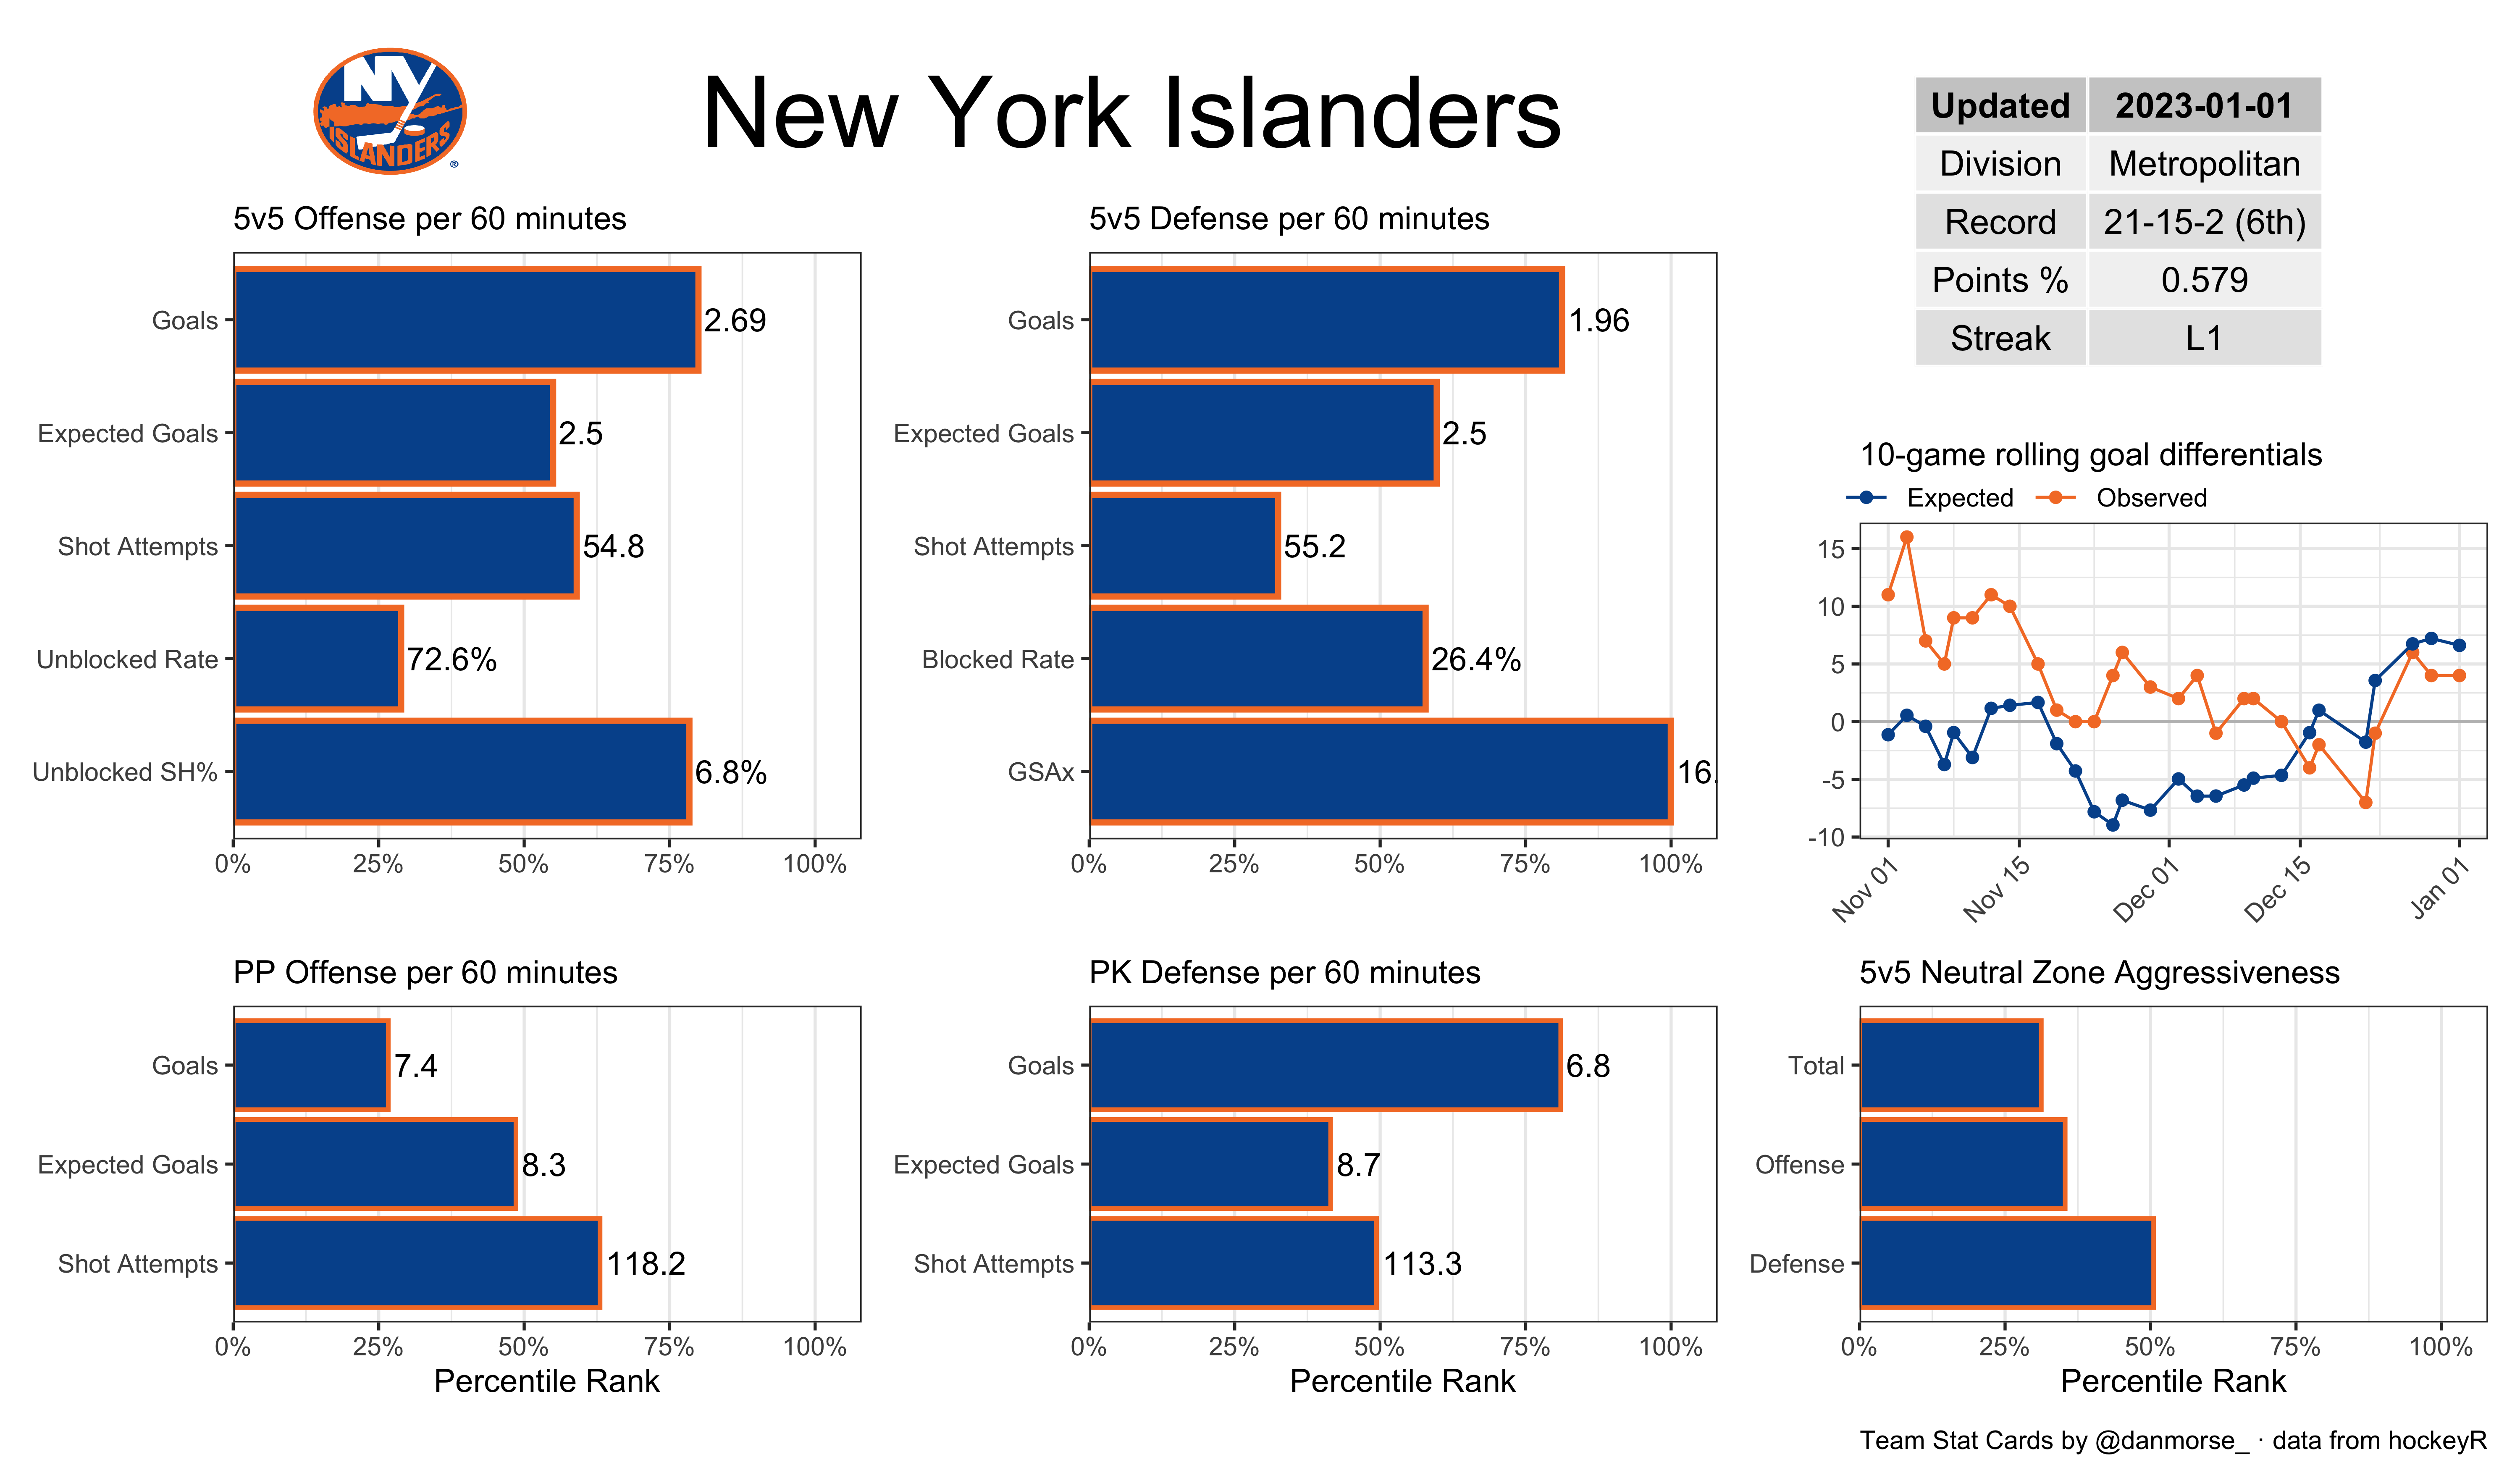 NY
ISLANDERS
®
New York Islanders
Updated 2023-01-01
Division Metropolitan
Record 21-15-2 (6th)
Points % 0.579
Streak L1
5v5 Offense per 60 minutes
Goals 2.69
Expected Goals 2.5
Shot Attempts 54.8
Unblocked Rate 72.6%
Unblocked SH% 6.8%
0% 25% 50% 75% 100%
5v5 Defense per 60 minutes
Goals 1.96
Expected Goals 2.5
Shot Attempts 55.2
Blocked Rate 26.4%
GSAx 16.
0% 25% 50% 75% 100%
10-game rolling goal differentials
Expected Observed
15
10
5
0
-5
-10
Nov 01 Nov 15 Dec 01 Dec 15 Jan 01
PP Offense per 60 minutes
Goals 7.4
Expected Goals 8.3
Shot Attempts 118.2
0% 25% 50% 75% 100%
Percentile Rank
PK Defense per 60 minutes
Goals 6.8
Expected Goals 8.7
Shot Attempts 113.3
0% 25% 50% 75% 100%
Percentile Rank
5v5 Neutral Zone Aggressiveness
Total
Offense
Defense
0% 25% 50% 75% 100%
Percentile Rank
Team Stat Cards by @danmorse_ · data from hockeyR